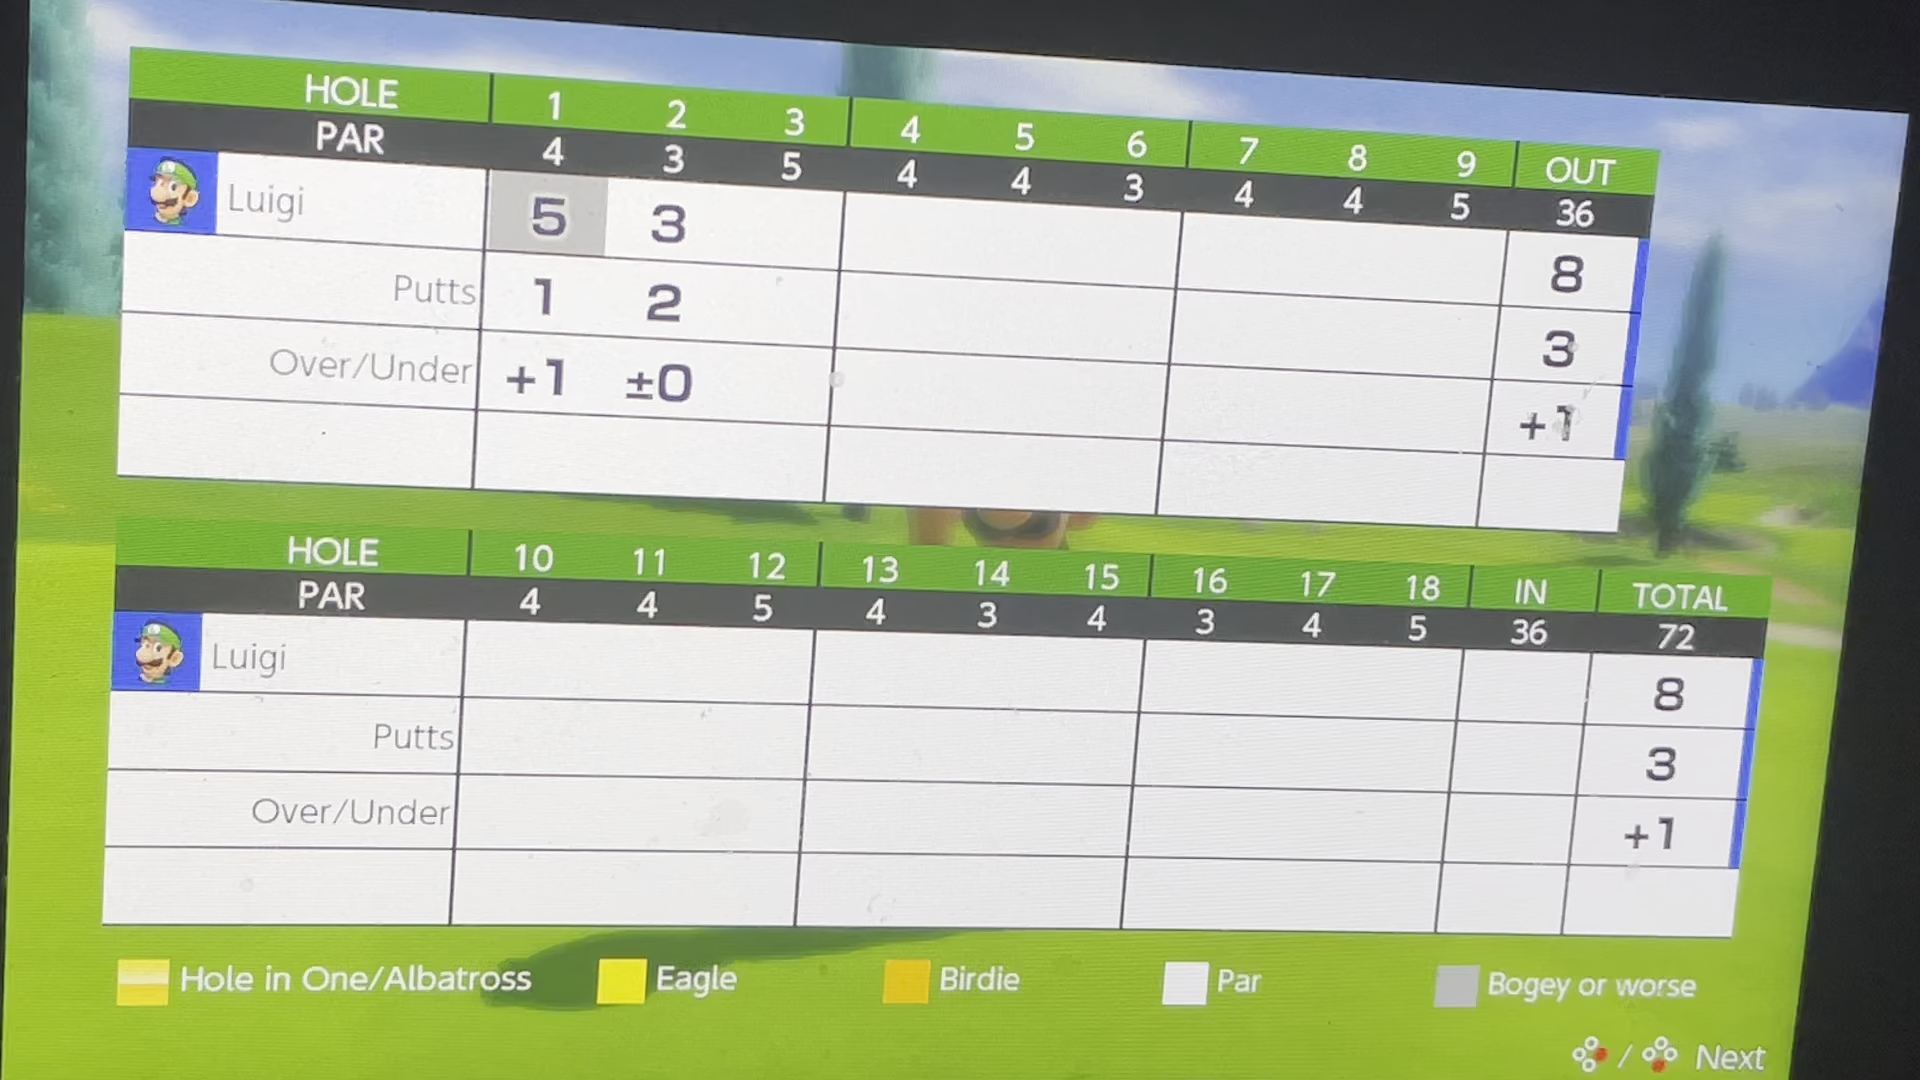 HOLE 1 2 3 4 5 6 7 8 9 OUT
PAR 4 3 5 4 4 3 4 4 5 36
Luigi 5 3 8
Putts 1 2 3
Over/Under +1 ±0 +1
HOLE 10 11 12 13 14 15 16 17 18 IN TOTAL
PAR 4 4 5 4 3 4 3 4 5 36 72
Luigi 8
Putts 3
Over/Under +1
Hole in One/Albatross Eagle Birdie Par Bogey or worse
/ Next